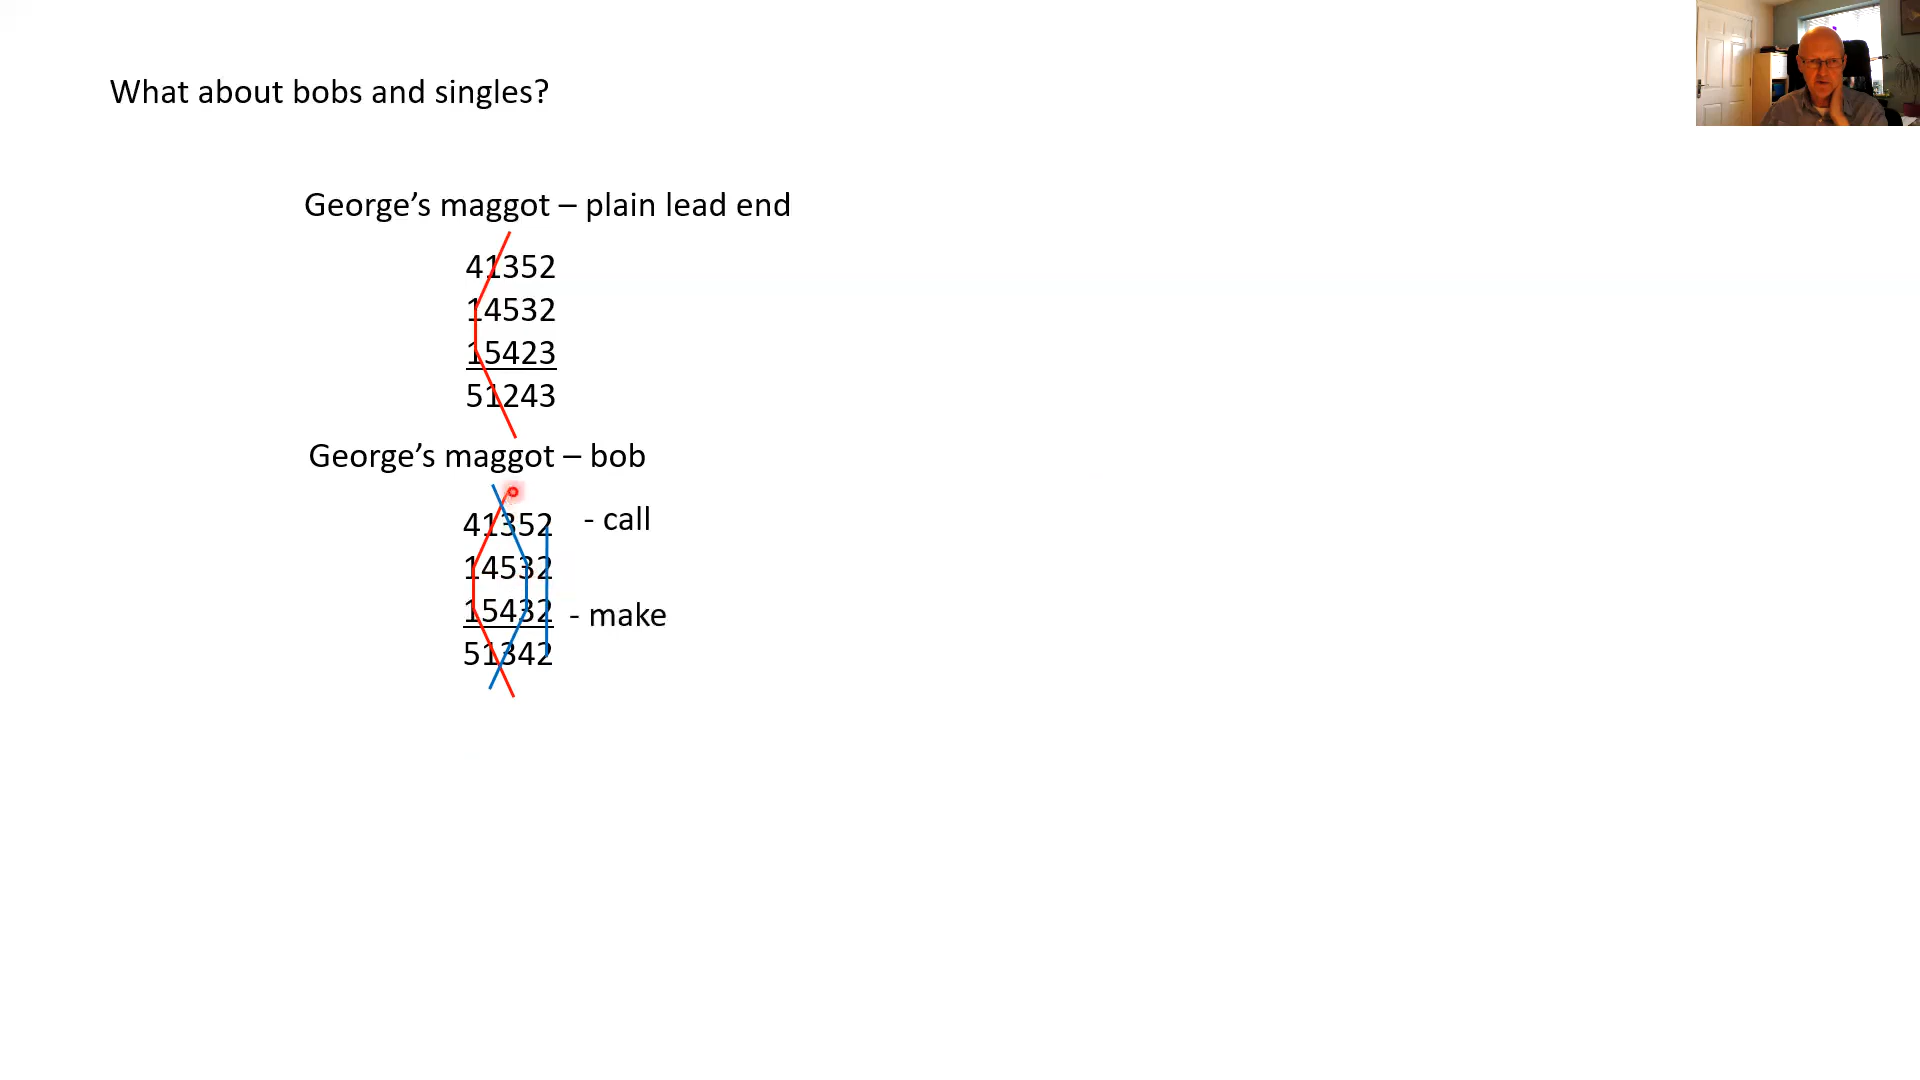 What about bobs and singles?
George’s maggot – plain lead end
41352
14532
15423
51243
George’s maggot – bob
41352 - call
14532
15432 - make
51342